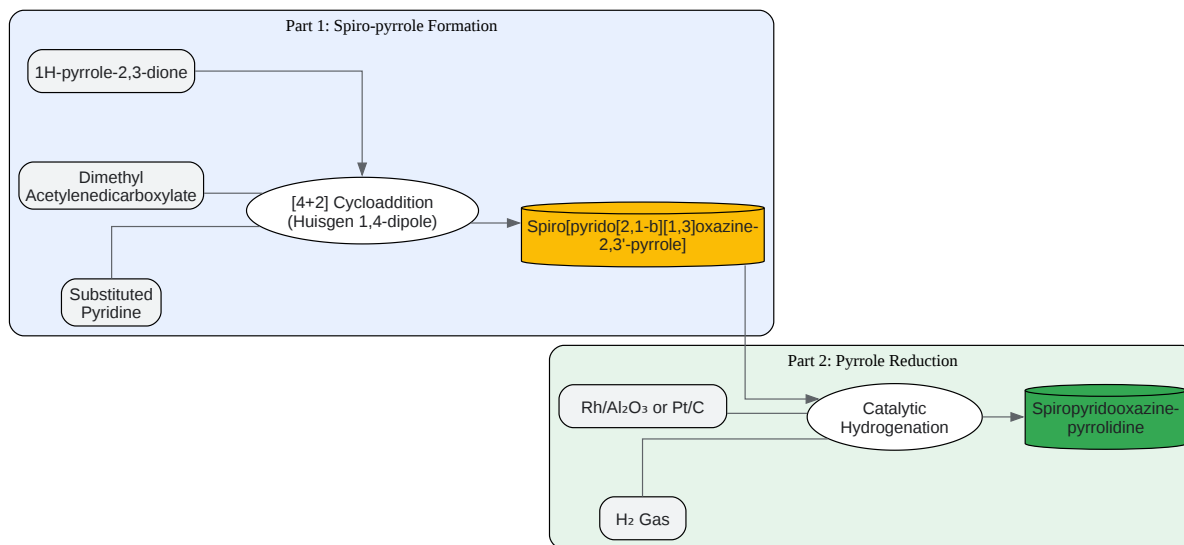 Part 1: Spiro-pyrrole Formation
1H-pyrrole-2,3-dione
Dimethyl
Acetylenedicarboxylate
[4+2] Cycloaddition
(Huisgen 1,4-dipole)
Spiro[pyrido[2,1-b][1,3]oxazine-
2,3'-pyrrole]
Substituted
Pyridine
Part 2: Pyrrole Reduction
Rh/Al₂O₃ or Pt/C
Catalytic
Hydrogenation
Spiropyridooxazine-
pyrrolidine
H₂ Gas